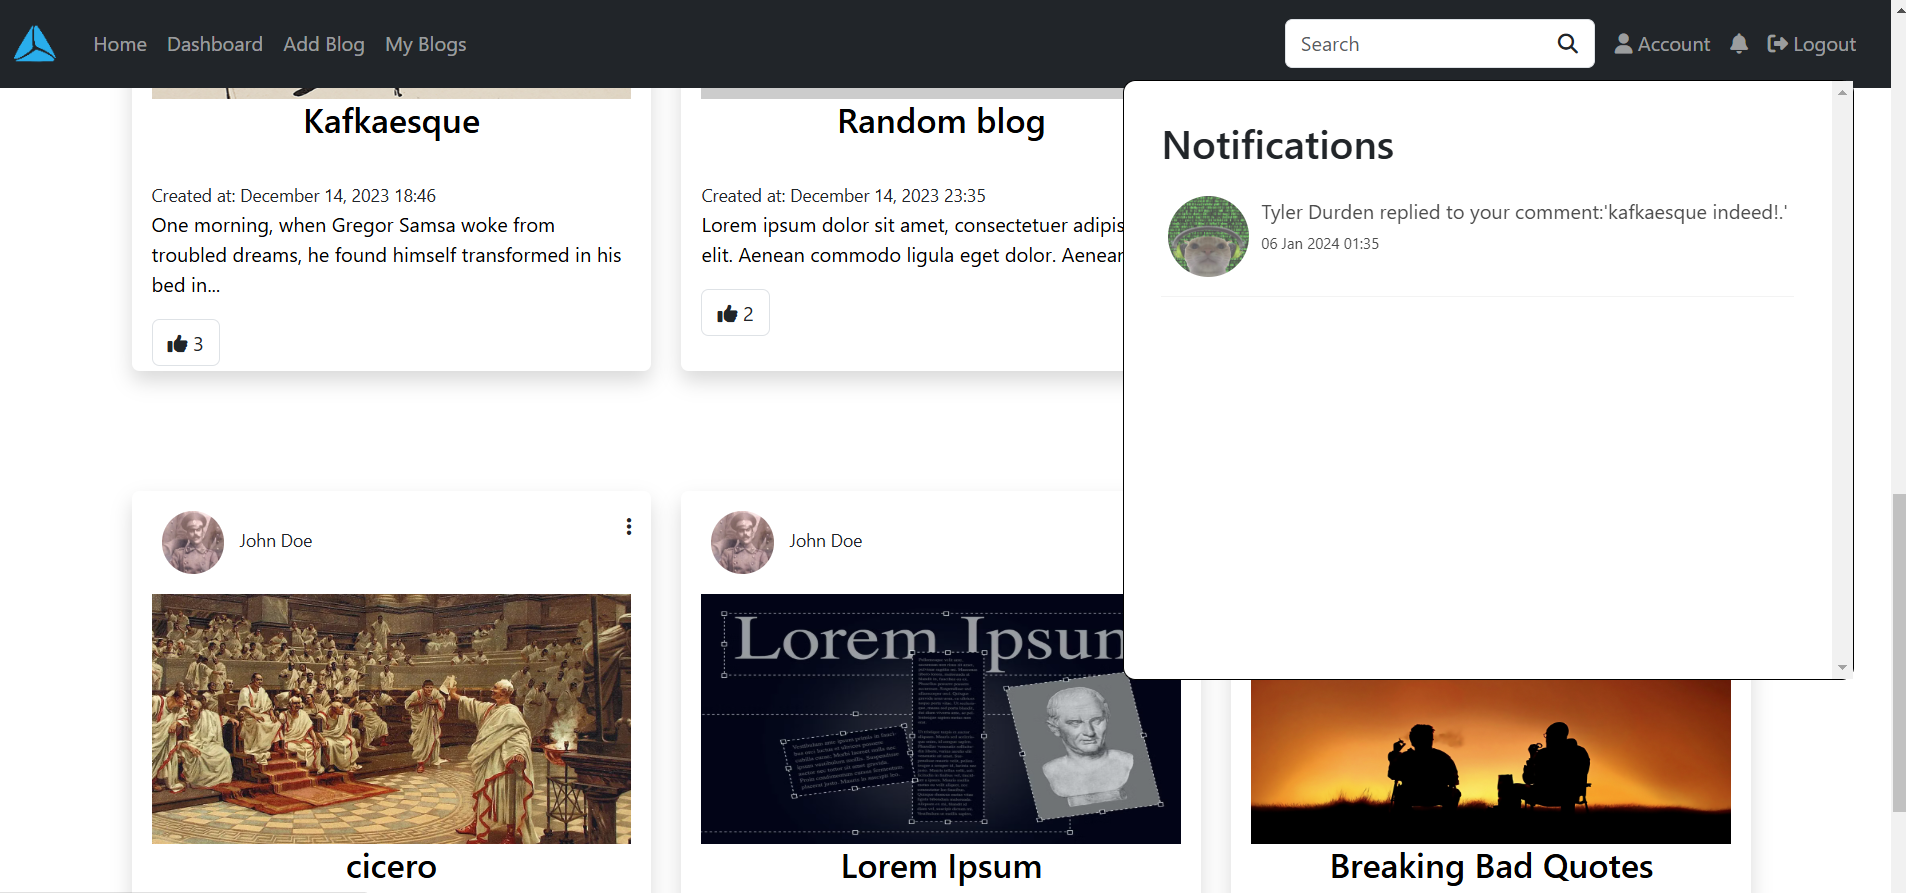 Home Dashboard Add Blog My Blogs Search Account Logout
Kafkaesque
Created at: December 14, 2023 18:46
One morning, when Gregor Samsa woke from
troubled dreams, he found himself transformed in his
bed in...
3
Random blog
Created at: December 14, 2023 23:35
Lorem ipsum dolor sit amet, consectetuer adipis
elit. Aenean commodo ligula eget dolor. Aenean
2
Notifications
Tyler Durden replied to your comment:'kafkaesque indeed!.'
06 Jan 2024 01:35
John Doe
cicero
John Doe
Lorem Ipsum
Lorem Ipsum
Breaking Bad Quotes